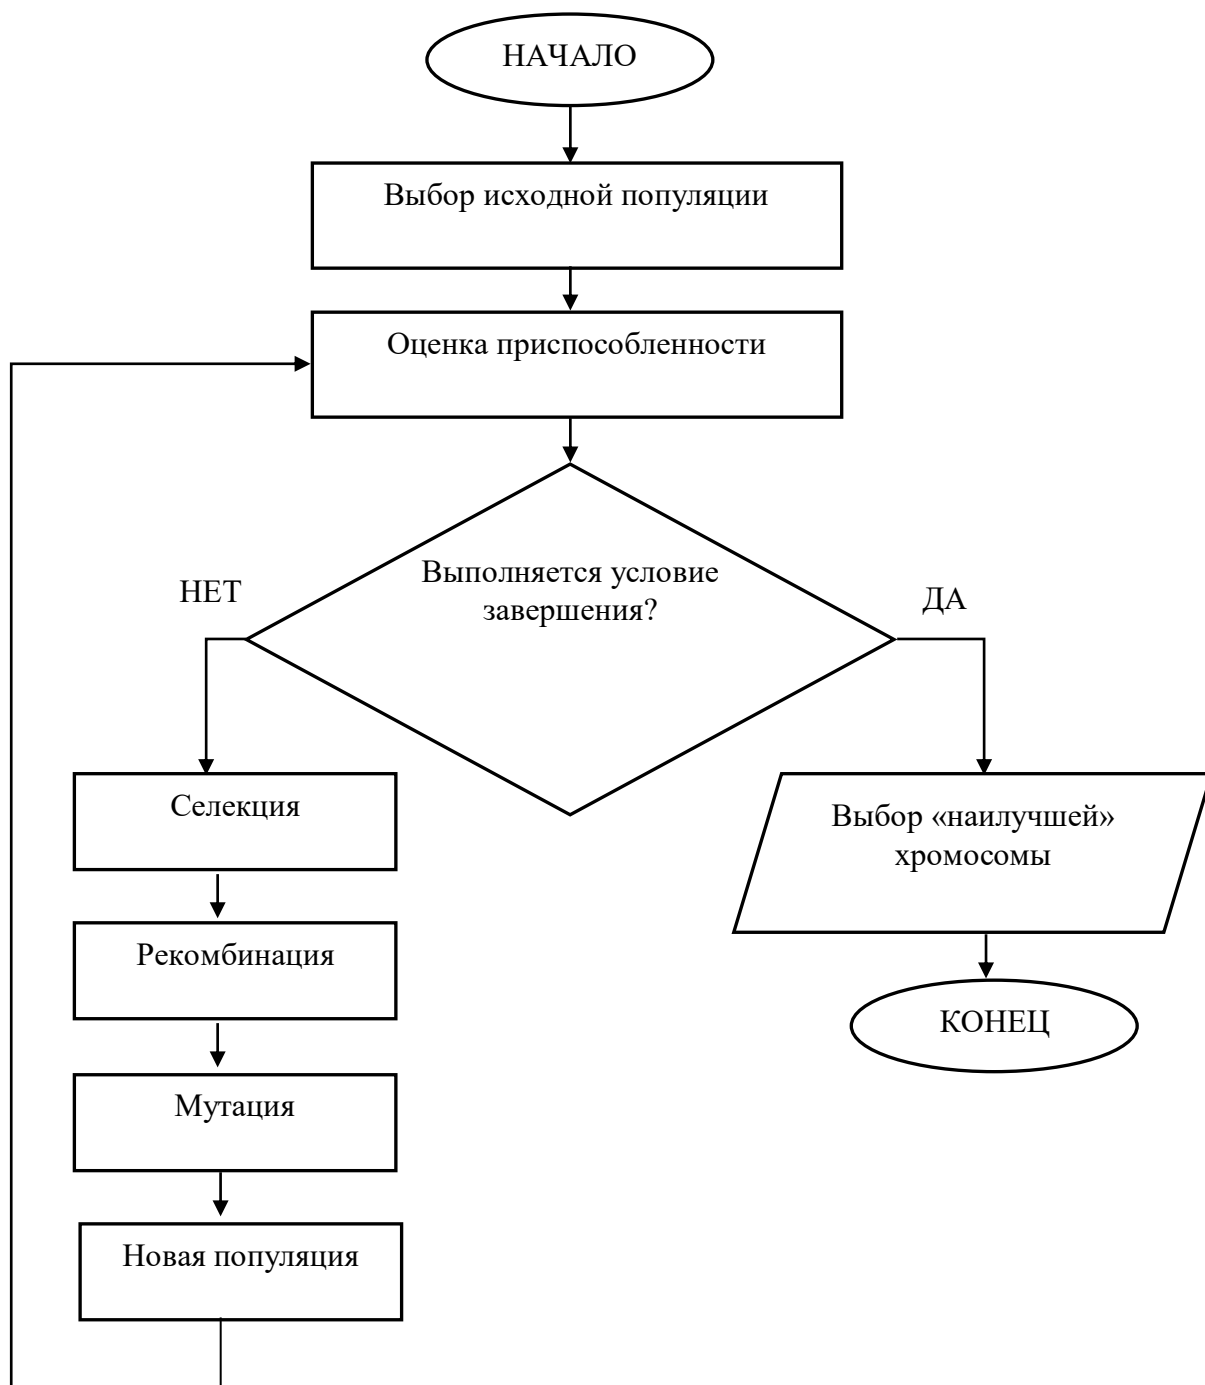 НАЧАЛО
Выбор исходной популяции
Оценка приспособленности
Выполняется условие
завершения?
НЕТ
ДА
Селекция
Рекомбинация
Мутация
Новая популяция
Выбор «наилучшей»
хромосомы
КОНЕЦ